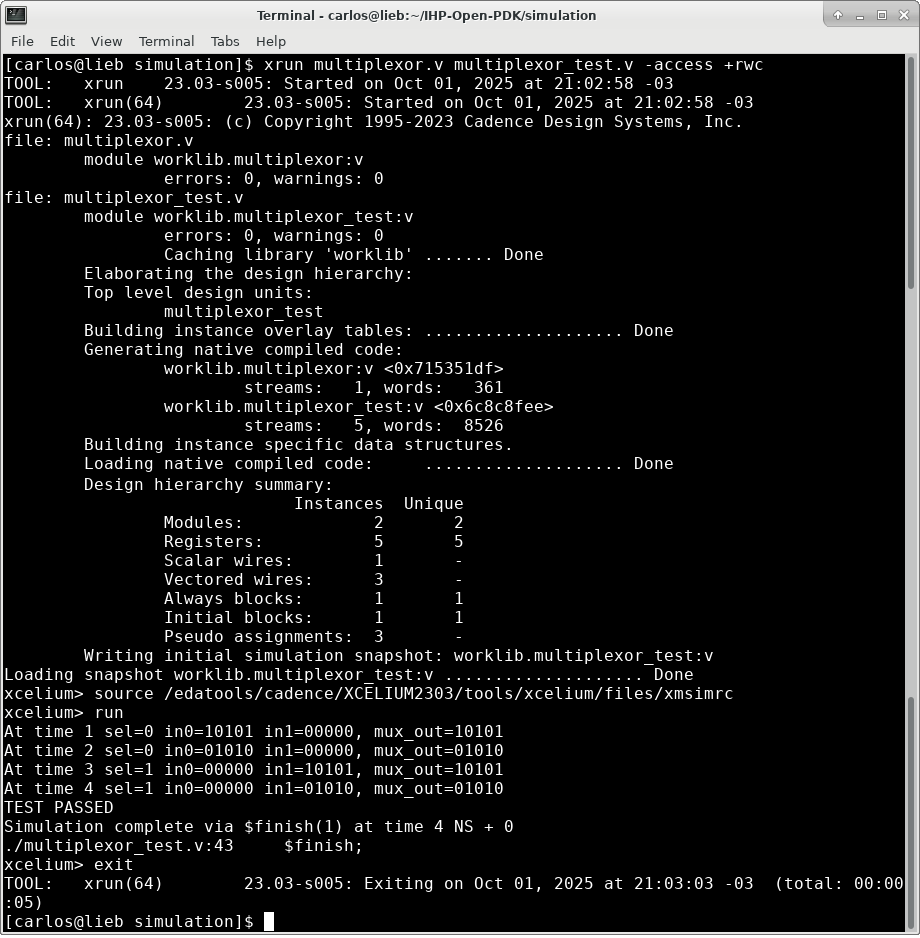 Terminal - carlos@lieb:~/IHP-Open-PDK/simulation
File Edit View Terminal Tabs Help
[carlos@lieb simulation]$ xrun multiplexor.v multiplexor_test.v -access +rwc
TOOL:   xrun    23.03-s005: Started on Oct 01, 2025 at 21:02:58 -03
TOOL:   xrun(64)        23.03-s005: Started on Oct 01, 2025 at 21:02:58 -03
xrun(64): 23.03-s005: (c) Copyright 1995-2023 Cadence Design Systems, Inc.
file: multiplexor.v
        module worklib.multiplexor:v
                errors: 0, warnings: 0
file: multiplexor_test.v
        module worklib.multiplexor_test:v
                errors: 0, warnings: 0
                Caching library 'worklib' ....... Done
        Elaborating the design hierarchy:
        Top level design units:
                multiplexor_test
        Building instance overlay tables: .................... Done
        Generating native compiled code:
                worklib.multiplexor:v <0x715351df>
                        streams:   1, words:   361
                worklib.multiplexor_test:v <0x6c8c8fee>
                        streams:   5, words:  8526
        Building instance specific data structures.
        Loading native compiled code:     .................... Done
        Design hierarchy summary:
                             Instances  Unique
                Modules:             2       2
                Registers:           5       5
                Scalar wires:        1       -
                Vectored wires:      3       -
                Always blocks:       1       1
                Initial blocks:      1       1
                Pseudo assignments:  3       -
        Writing initial simulation snapshot: worklib.multiplexor_test:v
Loading snapshot worklib.multiplexor_test:v .................... Done
xcelium> source /edatools/cadence/XCELIUM2303/tools/xcelium/files/xmsimrc
xcelium> run
At time 1 sel=0 in0=10101 in1=00000, mux_out=10101
At time 2 sel=0 in0=01010 in1=00000, mux_out=01010
At time 3 sel=1 in0=00000 in1=10101, mux_out=10101
At time 4 sel=1 in0=00000 in1=01010, mux_out=01010
TEST PASSED
Simulation complete via $finish(1) at time 4 NS + 0
./multiplexor_test.v:43     $finish;
xcelium> exit
TOOL:   xrun(64)        23.03-s005: Exiting on Oct 01, 2025 at 21:03:03 -03  (total: 00:00
:05)
[carlos@lieb simulation]$